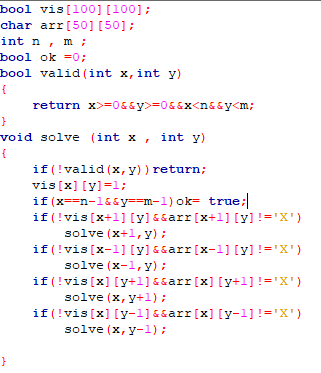 bool vis[100][100];
char arr[50][50];
int n , m ;
bool ok =0;
bool valid(int x,int y)
{
    return x>=0&&y>=0&&x<n&&y<m;
}
void solve (int x , int y)
{
    if(!valid(x,y))return;
    vis[x][y]=1;
    if(x==n-1&&y==m-1)ok= true;
    if(!vis[x+1][y]&&arr[x+1][y]!='X')
        solve(x+1,y);
    if(!vis[x-1][y]&&arr[x-1][y]!='X')
        solve(x-1,y);
    if(!vis[x][y+1]&&arr[x][y+1]!='X')
        solve(x,y+1);
    if(!vis[x][y-1]&&arr[x][y-1]!='X')
        solve(x,y-1);
}